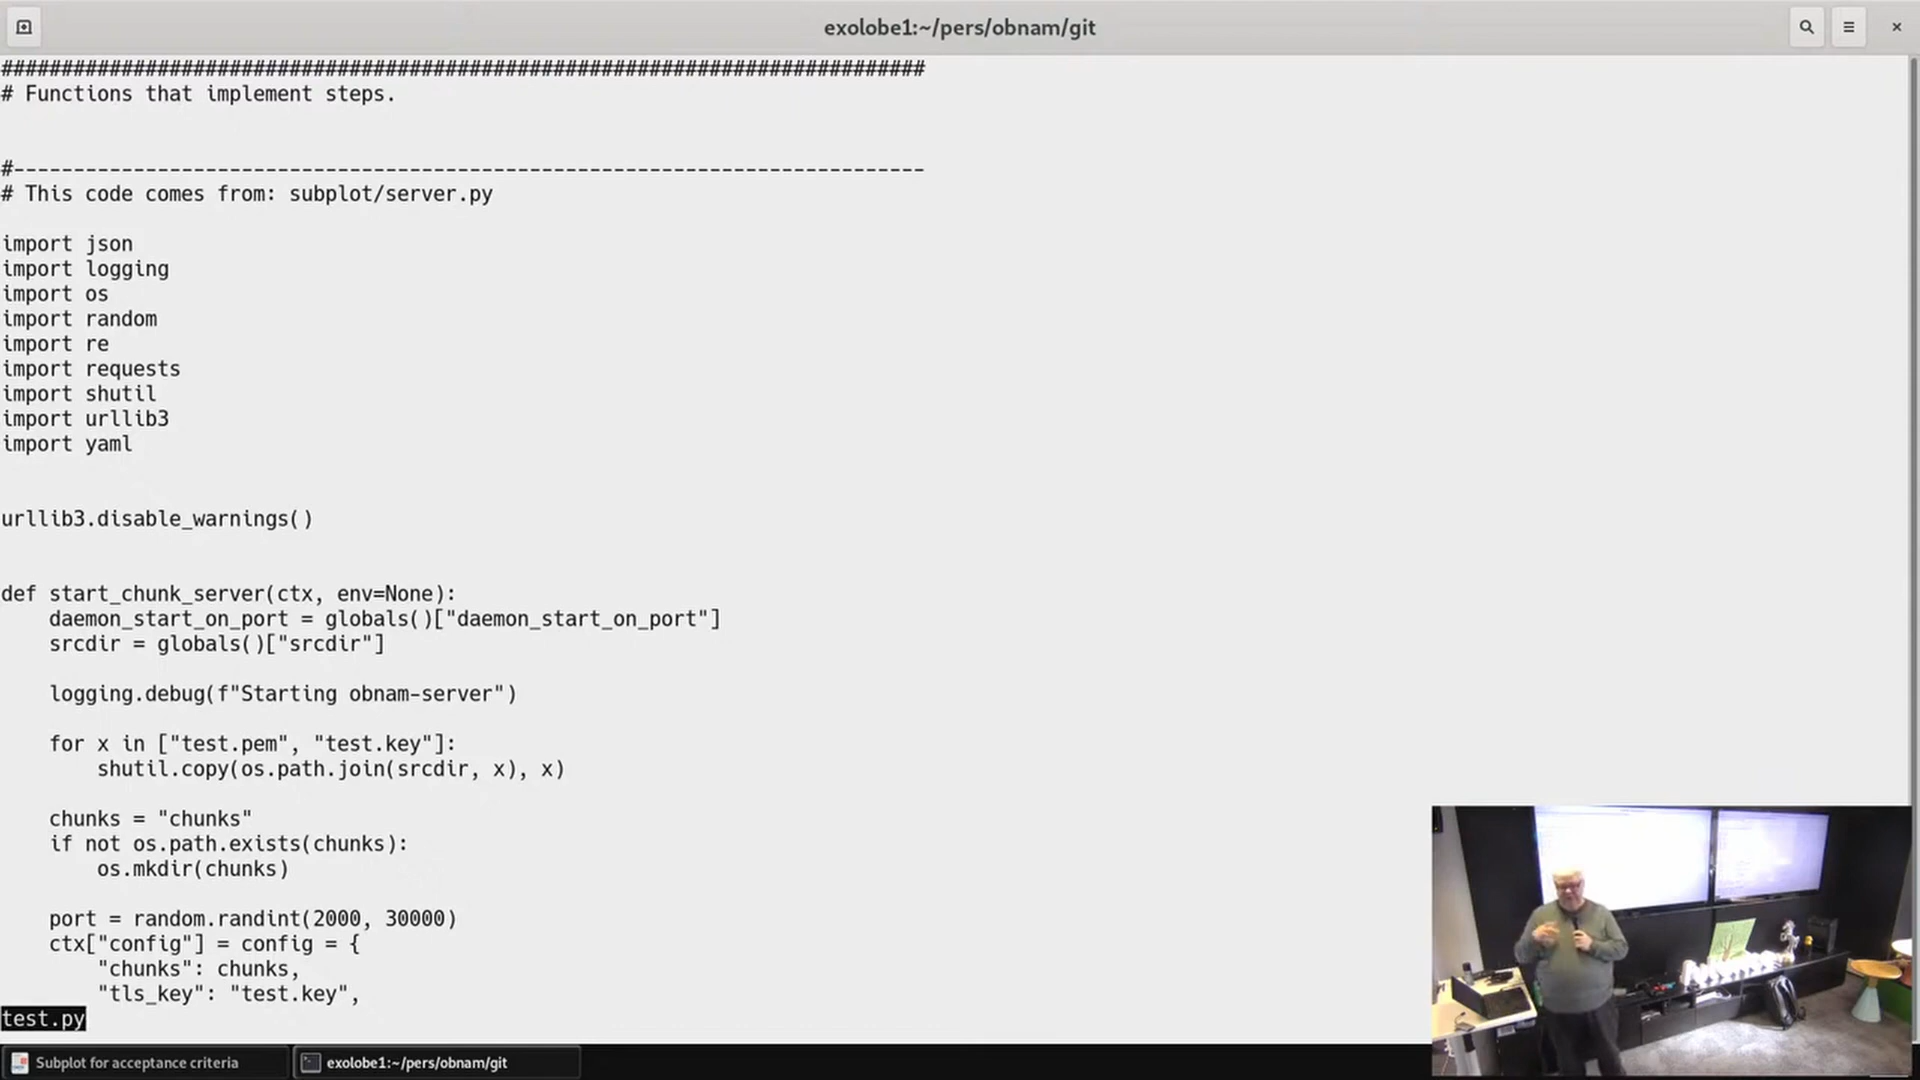 exolobe1:~/pers/obnam/git
#############################################################################
# Functions that implement steps.
#----------------------------------------------------------------------------
# This code comes from: subplot/server.py
import json
import logging
import os
import random
import re
import requests
import shutil
import urllib3
import yaml
urllib3.disable_warnings()
def start_chunk_server(ctx, env=None):
    daemon_start_on_port = globals()["daemon_start_on_port"]
    srcdir = globals()["srcdir"]
    logging.debug(f"Starting obnam-server")
    for x in ["test.pem", "test.key"]:
        shutil.copy(os.path.join(srcdir, x), x)
    chunks = "chunks"
    if not os.path.exists(chunks):
        os.mkdir(chunks)
    port = random.randint(2000, 30000)
    ctx["config"] = config = {
        "chunks": chunks,
        "tls_key": "test.key",
test.py
Subplot for acceptance criteria
exolobe1:~/pers/obnam/git